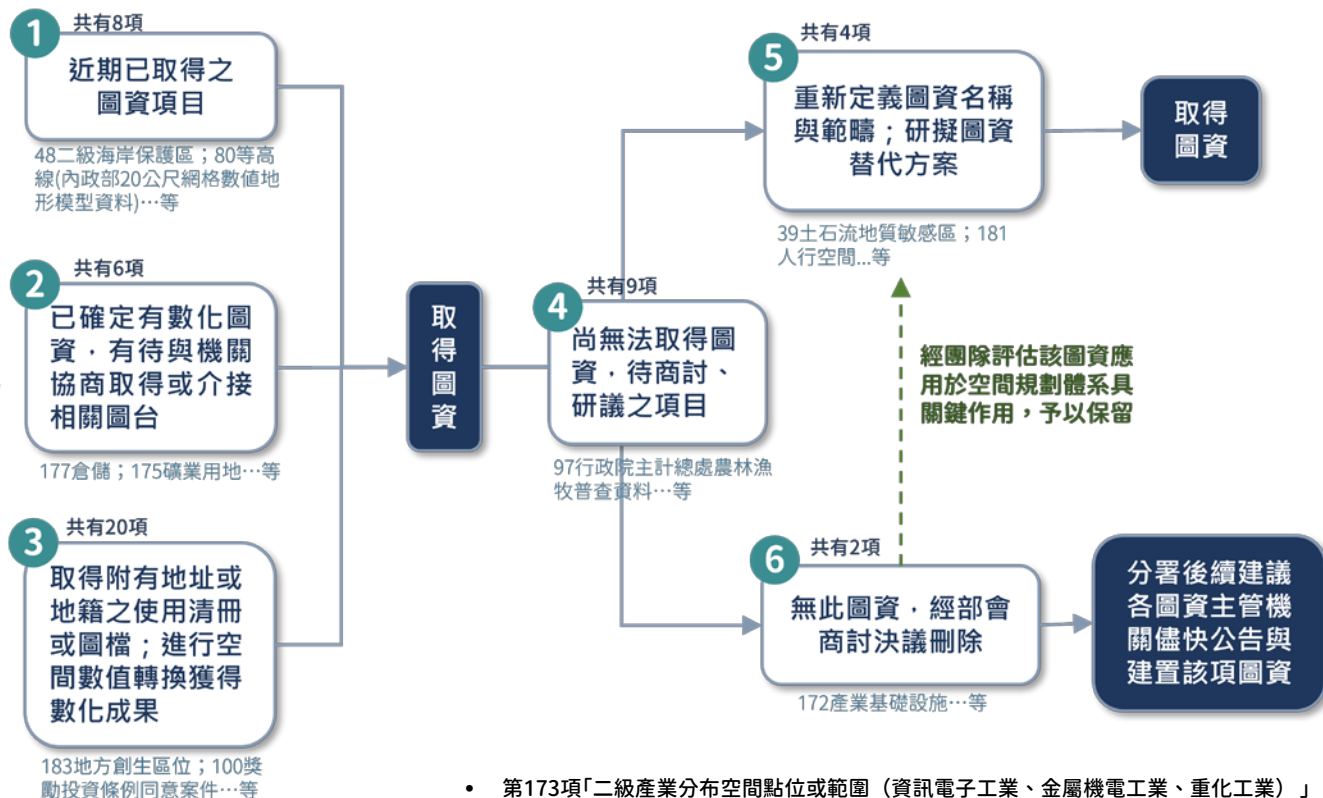 1
共有8項
近期已取得之
圖資項目
48二級海岸保護區；80等高
線(內政部20公尺網格數值地
形模型資料)⋯等
2
共有6項
已確定有數化圖
資，有待與機關
協商取得或介接
相關圖台
177倉儲；175礦業用地⋯等
3
共有20項
取得附有地址或
地籍之使用清冊
或圖檔；進行空
間數值轉換獲得
數化成果
183地方創生區位；100獎
勵投資條例同意案件⋯等
取
得
圖
資
4
共有9項
尚無法取得圖
資，待商討、
研議之項目
97行政院主計總處農林漁
牧普查資料⋯等
5
共有4項
重新定義圖資名稱
與範疇；研擬圖資
替代方案
39土石流地質敏感區；181
人行空間...等
取得
圖資
經團隊評估該圖資應
用於空間規劃體系具
關鍵作用，予以保留
6
共有2項
無此圖資，經部會
商討決議刪除
172產業基礎設施⋯等
分署後續建議
各圖資主管機
關儘快公告與
建置該項圖資
• 第173項「二級產業分布空間點位或範圍（資訊電子工業、金屬機電工業、重化工業）」